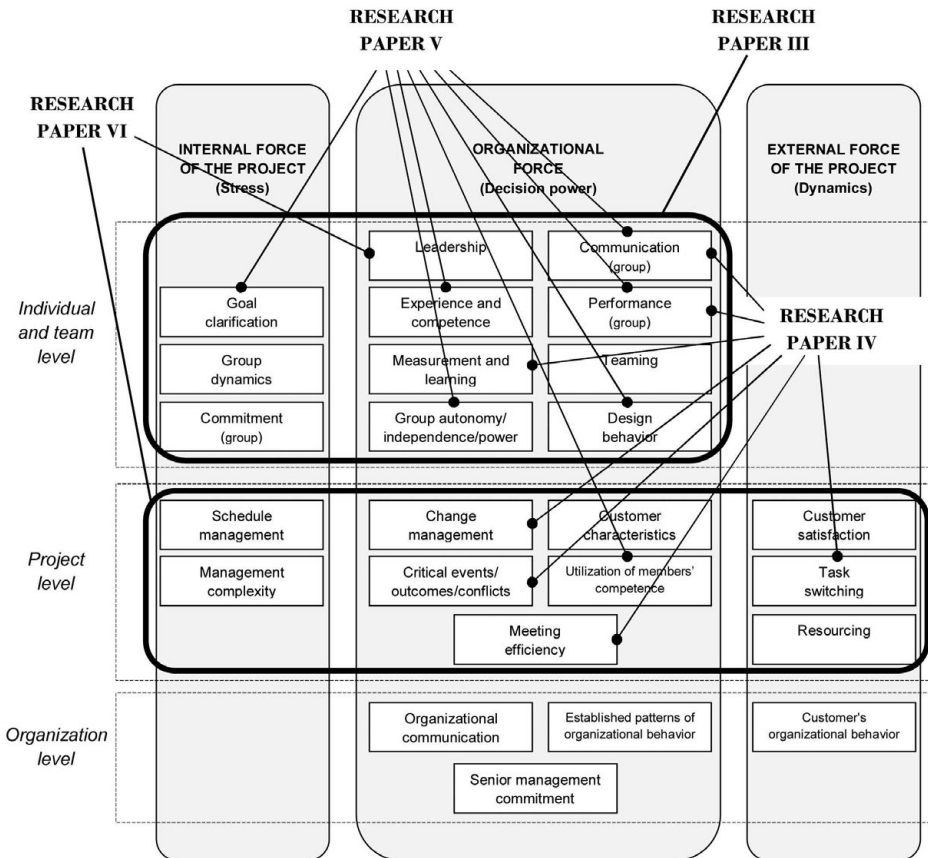 RESEARCH
PAPER V
RESEARCH
PAPER III
RESEARCH
PAPER VI
INTERNAL FORCE
OF THE PROJECT
(Stress)
ORGANIZATIONAL
FORCE
(Decision power)
EXTERNAL FORCE
OF THE PROJECT
(Dynamics)
Individual
and team
level
Leadership
Communication
(group)
Goal
clarification
Experience and
competence
Performance
(group)
Group
dynamics
Measurement and
learning
Teaming
Commitment
(group)
Group autonomy/
independence/power
Design
behavior
RESEARCH
PAPER IV
Project
level
Schedule
management
Change
management
Customer
characteristics
Customer
satisfaction
Management
complexity
Critical events/
outcomes/conflicts
Utilization of members'
competence
Task
switching
Meeting
efficiency
Resourcing
Organization
level
Organizational
communication
Established patterns of
organizational behavior
Customer's
organizational behavior
Senior management
commitment